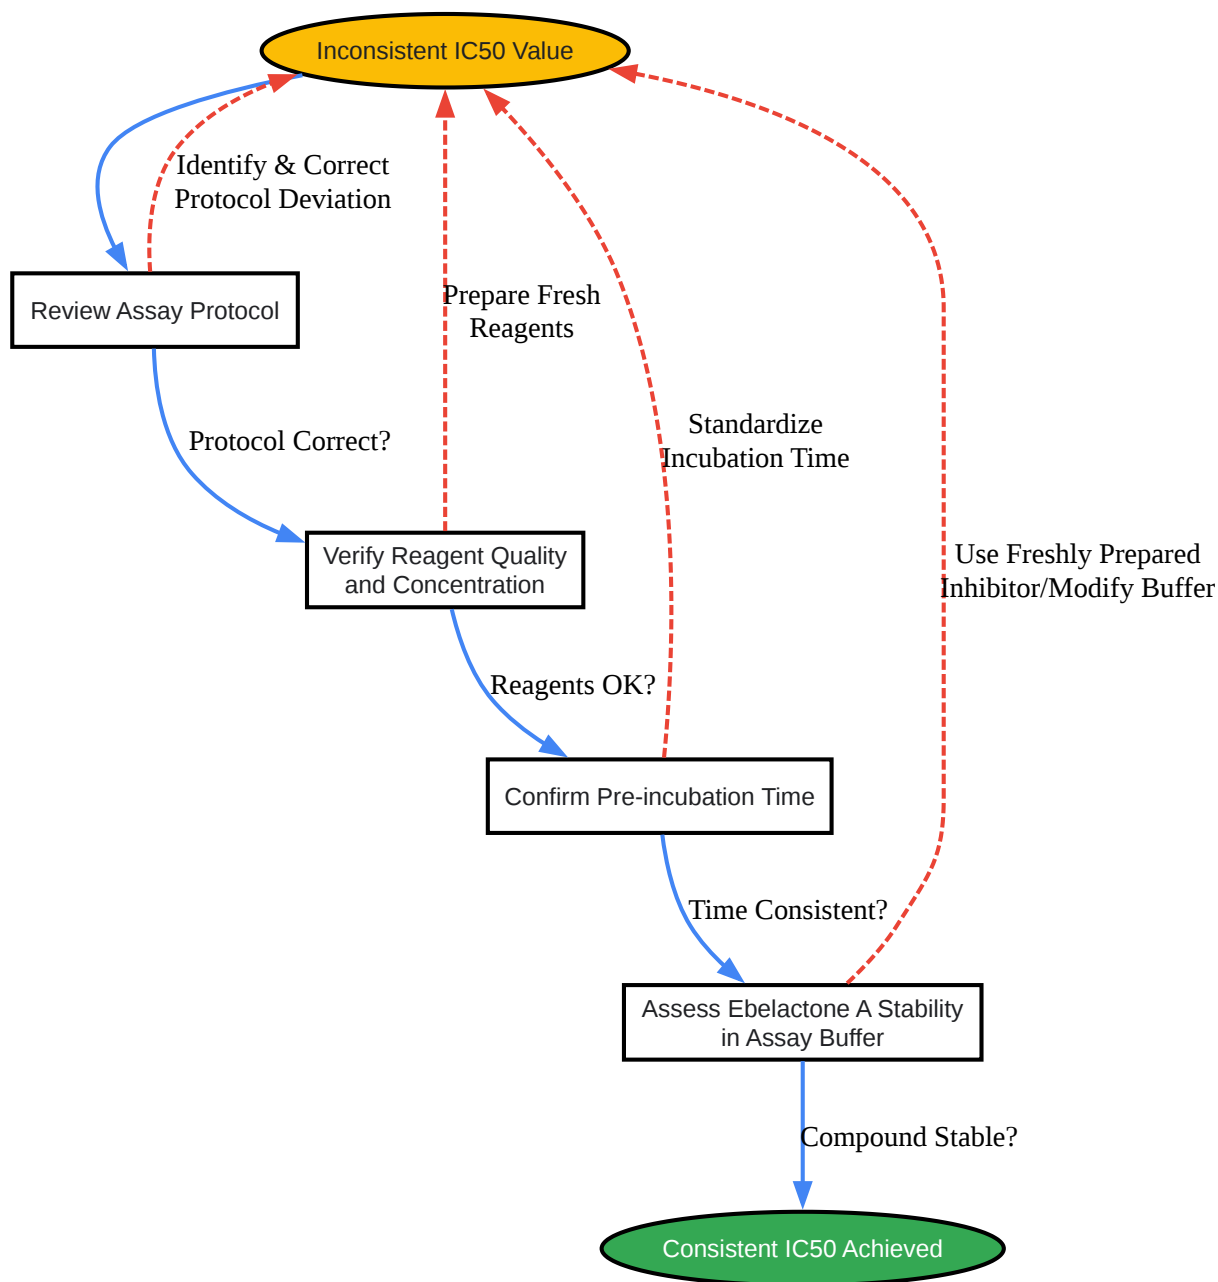 Inconsistent IC50 Value
Identify & Correct
Protocol Deviation
Review Assay Protocol
Prepare Fresh
Reagents
Protocol Correct?
Standardize
Incubation Time
Verify Reagent Quality
and Concentration
Use Freshly Prepared
Inhibitor/Modify Buffer
Reagents OK?
Confirm Pre-incubation Time
Time Consistent?
Assess Ebelactone A Stability
in Assay Buffer
Compound Stable?
Consistent IC50 Achieved